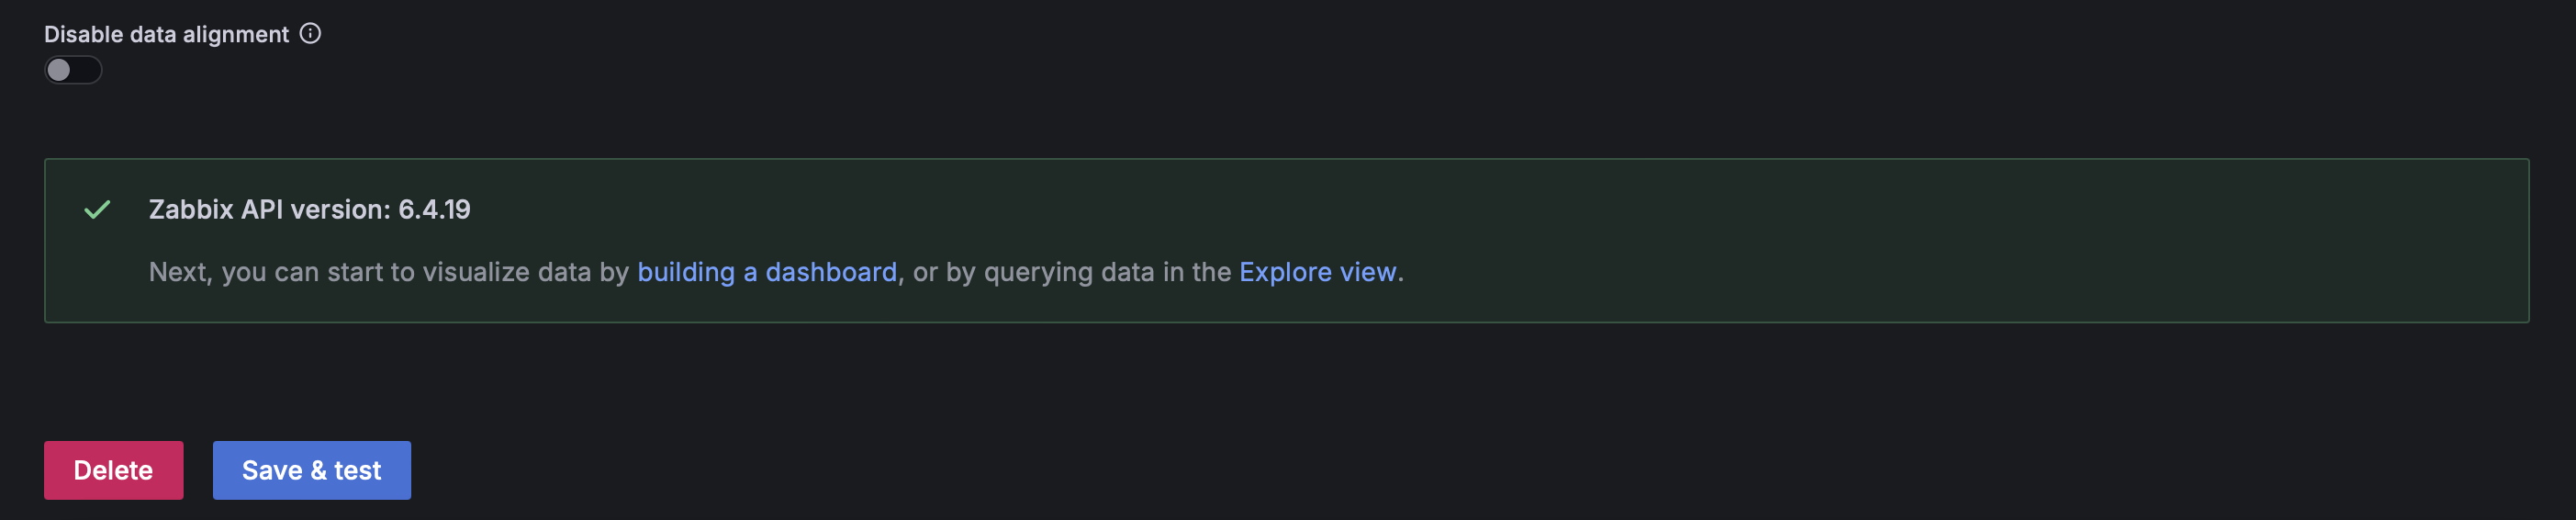 Disable data alignment
Zabbix API version: 6.4.19
Next, you can start to visualize data by building a dashboard, or by querying data in the Explore view.
Delete
Save & test